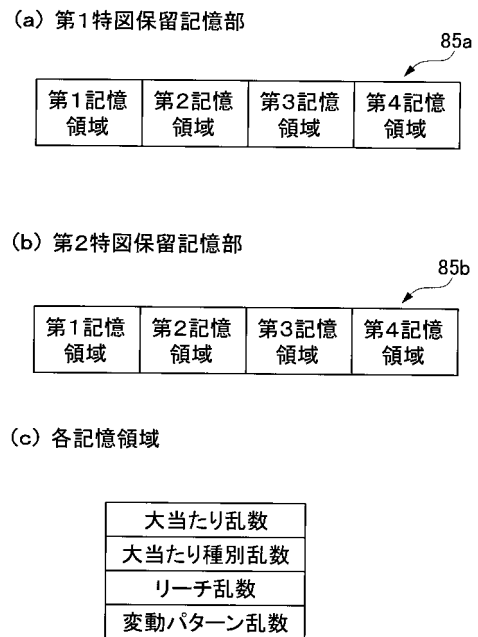 (a) 第1特図保留記憶部
85a
第1記憶 第2記憶 第3記憶 第4記憶
領域 領域 領域 領域
(b) 第2特図保留記憶部
85b
第1記憶 第2記憶 第3記憶 第4記憶
領域 領域 領域 領域
(c) 各記憶領域
大当たり乱数
大当たり種別乱数
リーチ乱数
変動パターン乱数